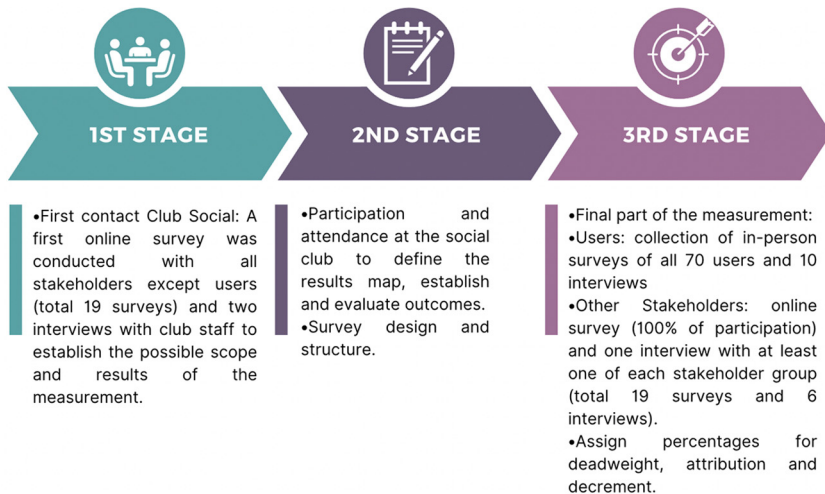 1ST STAGE
2ND STAGE
3RD STAGE
•First contact Club Social: A
first online survey was
conducted with all
stakeholders except users
(total 19 surveys) and two
interviews with club staff to
establish the possible scope
and results of the
measurement.
•Participation and
attendance at the social
club to define the
results map, establish
and evaluate outcomes.
•Survey design and
structure.
•Final part of the measurement:
•Users: collection of in-person
surveys of all 70 users and 10
interviews
•Other Stakeholders: online
survey (100% of participation)
and one interview with at least
one of each stakeholder group
(total 19 surveys and 6
interviews).
•Assign percentages for
deadweight, attribution and
decrement.